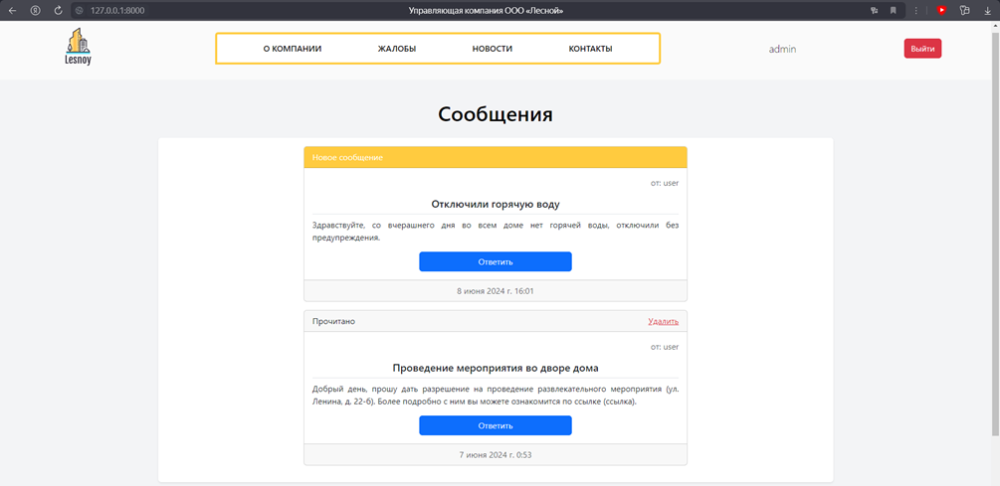 127.0.0.1:8000
Управляющая компания ООО «Лесной»
Lesnoy
О КОМПАНИИ
ЖАЛОБЫ
НОВОСТИ
КОНТАКТЫ
admin
Выйти
Сообщения
Новое сообщение
от: user
Отключили горячую воду
Здравствуйте, со вчерашнего дня во всем доме нет горячей воды, отключили без
предупреждения.
Ответить
8 июня 2024 г. 16:01
Прочитано
Удалить
от: user
Проведение мероприятия во дворе дома
Добрый день, прошу дать разрешение на проведение развлекательного мероприятия (ул.
Ленина, д. 22-б). Более подробно с ним вы можете ознакомится по ссылке (ссылка).
Ответить
7 июня 2024 г. 0:53